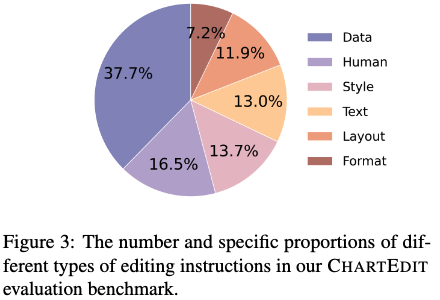 7.2%
11.9%
13.0%
13.7%
16.5%
37.7%
Data
Human
Style
Text
Layout
Format
Figure 3: The number and specific proportions of dif-
ferent types of editing instructions in our CHARTEDIT
evaluation benchmark.